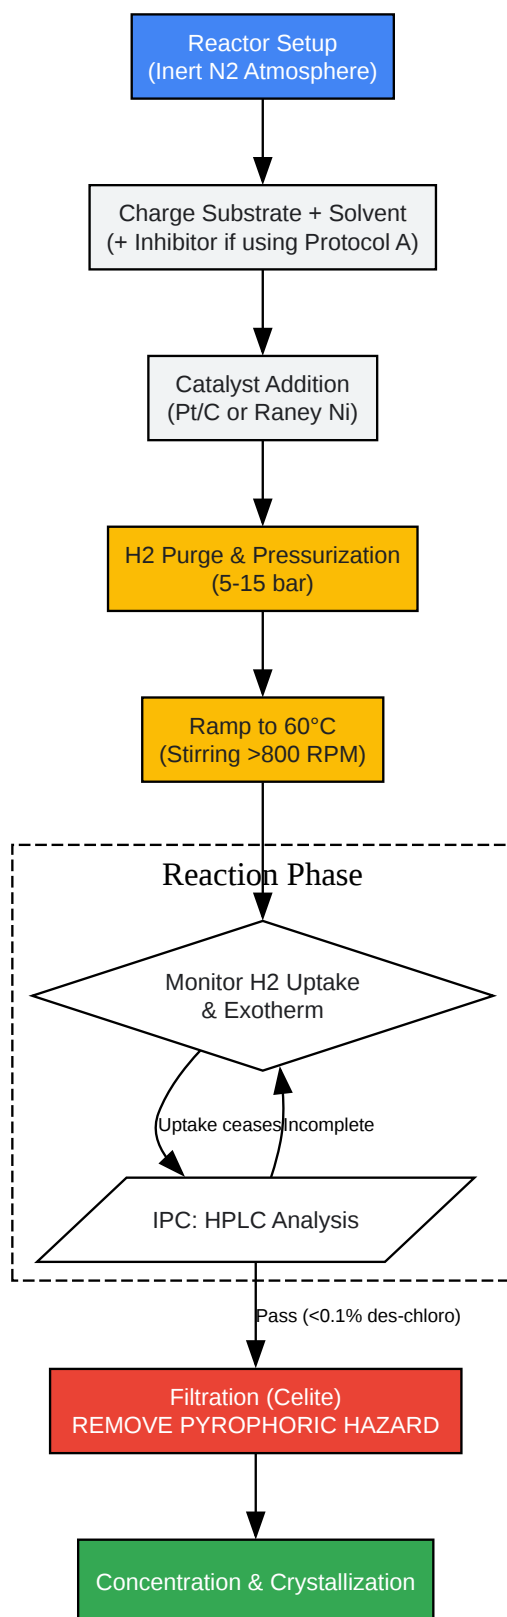 Reactor Setup
(Inert N2 Atmosphere)
Charge Substrate + Solvent
(+ Inhibitor if using Protocol A)
Catalyst Addition
(Pt/C or Raney Ni)
H2 Purge & Pressurization
(5-15 bar)
Ramp to 60°C
(Stirring >800 RPM)
Reaction Phase
Monitor H2 Uptake
& Exotherm
Uptake ceases
Incomplete
IPC: HPLC Analysis
Pass (<0.1% des-chloro)
Filtration (Celite)
REMOVE PYROPHORIC HAZARD
Concentration & Crystallization